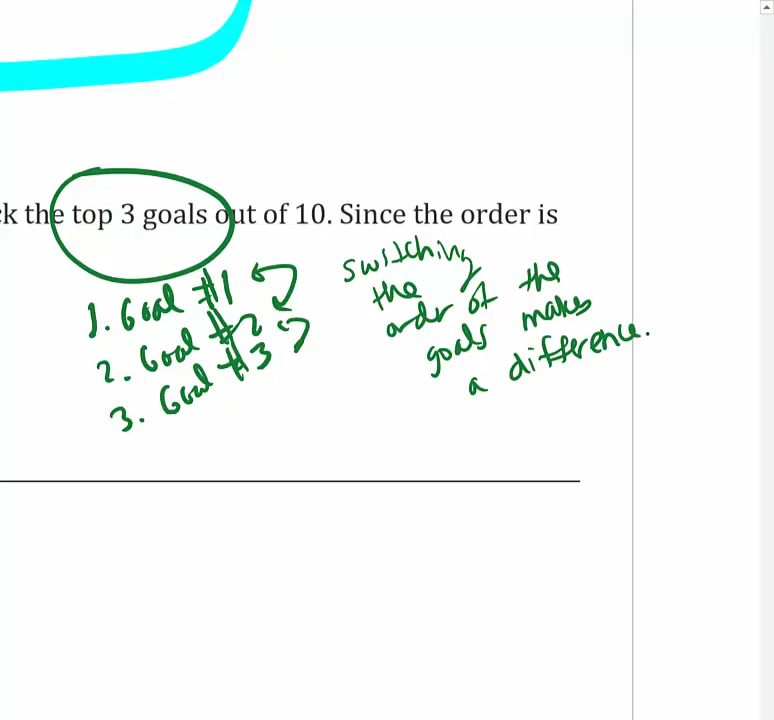 ck the top 3 goals out of 10. Since the order is
1. Goal #1
2. Goal #2
3. Goal #3
switching
the
order of the
goals makes
a difference.